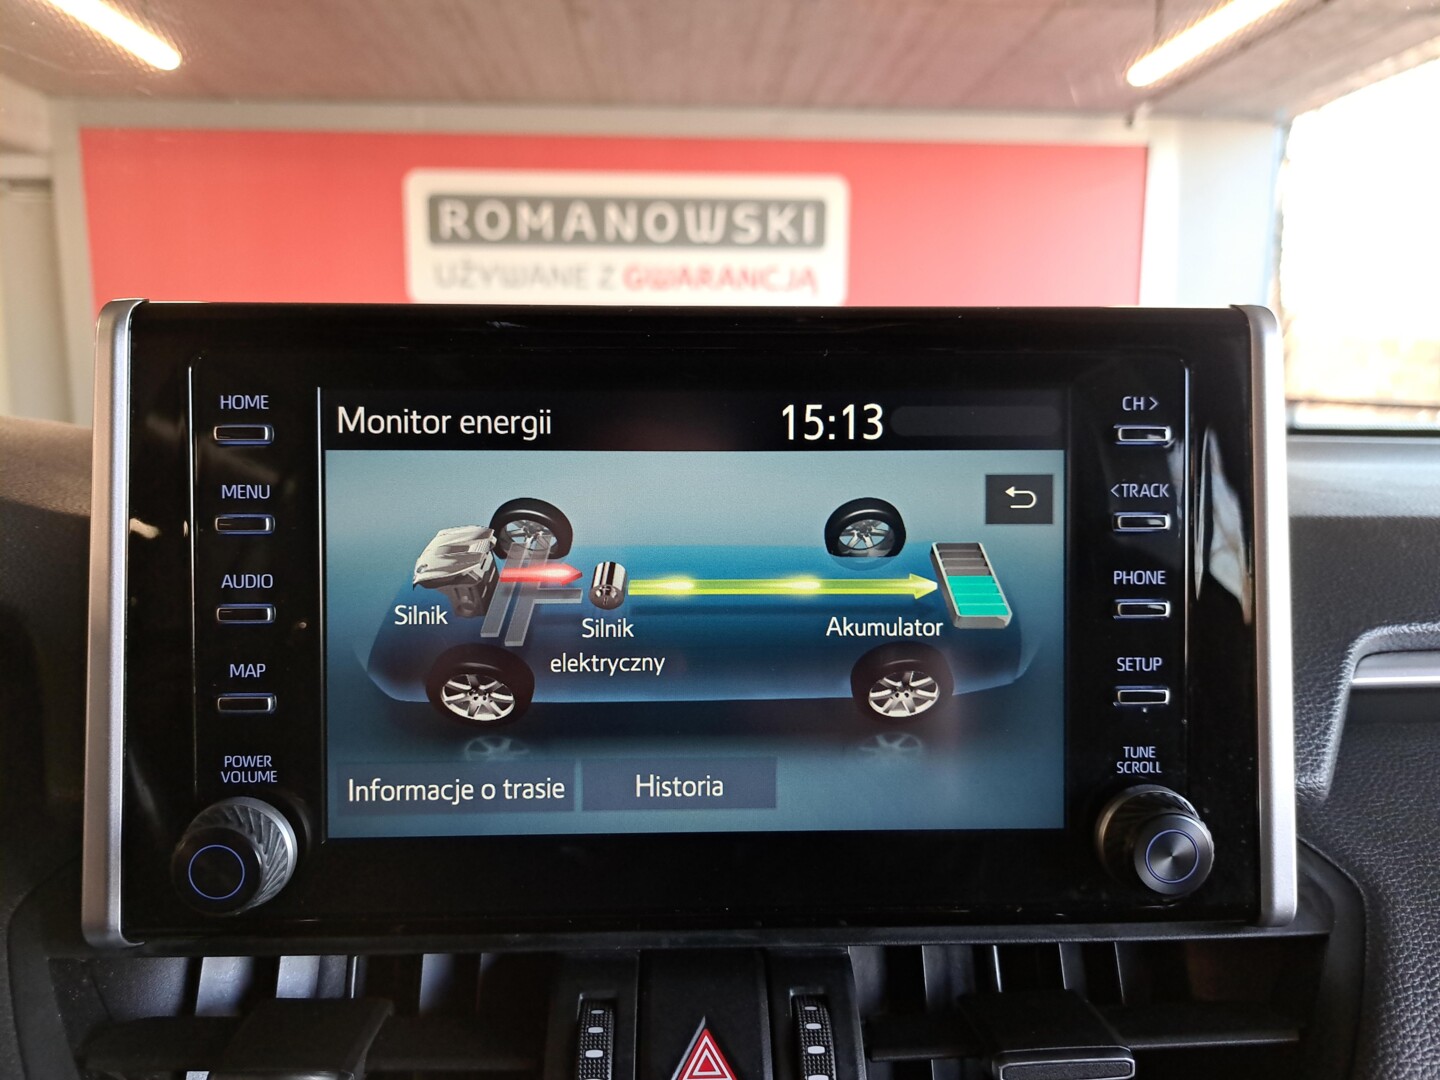 ROMANOWSKI
UŻYWANE Z GWARANCJĄ
HOME
MENU
AUDIO
MAP
POWER
VOLUME
Monitor energii
15:13
Silnik
Silnik
elektryczny
Akumulator
Informacje o trasie
Historia
CH >
< TRACK
PHONE
SETUP
TUNE
SCROLL